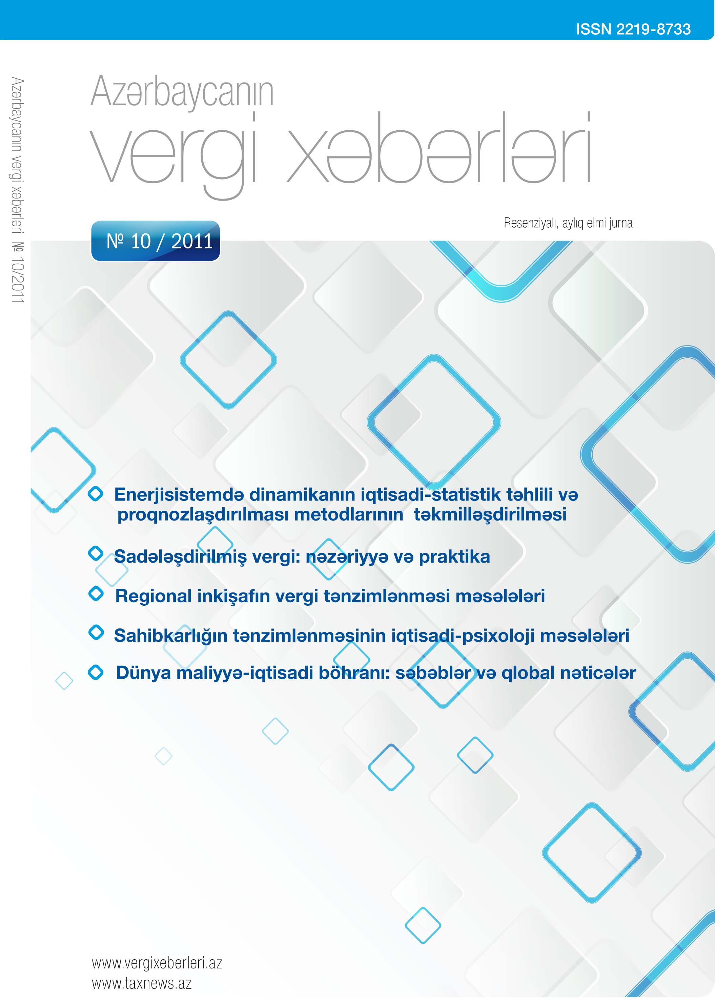 ISSN 2219-8733
Azərbaycanın vergi xəbərləri № 10/2011
Azərbaycanın
vergi xəbərləri
Resenziyalı, aylıq elmi jurnal
№ 10 / 2011
Enerjisistemdə dinamikanın iqtisadi-statistik təhlili və
proqnozlaşdırılması metodlarının təkmilləşdirilməsi
Sadələşdirilmiş vergi: nəzəriyyə və praktika
Regional inkişafın vergi tənzimlənməsi məsələləri
Sahibkarlığın tənzimlənməsinin iqtisadi-psixoloji məsələləri
Dünya maliyyə-iqtisadi böhranı: səbəblər və qlobal nəticələr
www.vergixeberleri.az
www.taxnews.az